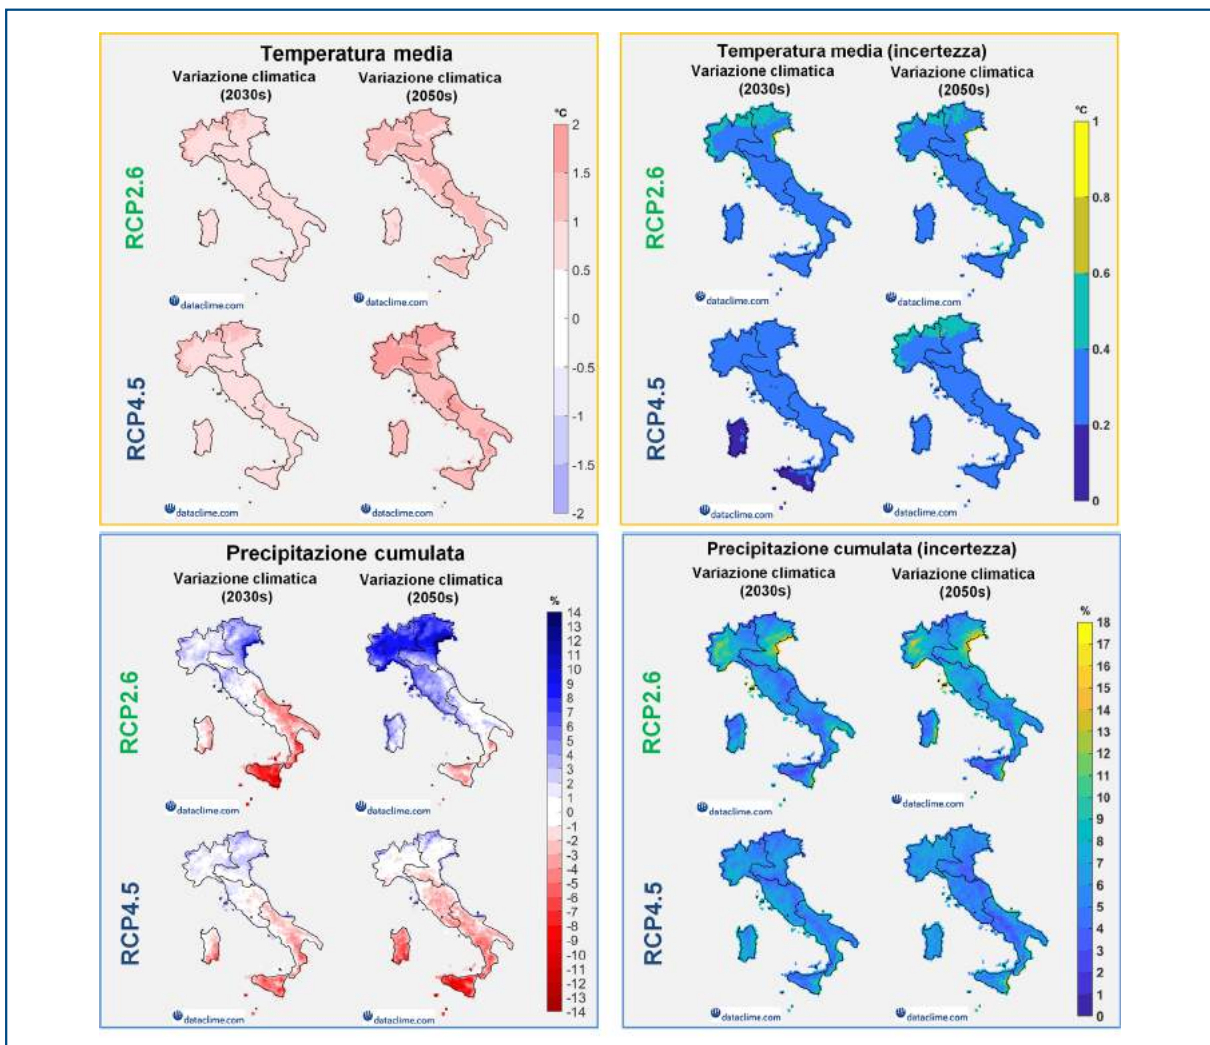 Temperatura media
Variazione climatica
(2030s)
Variazione climatica
(2050s)
°C
2
1.5
1
0.5
0
-0.5
-1
-1.5
-2
RCP2.6
dataclime.com
dataclime.com
RCP4.5
dataclime.com
dataclime.com
Temperatura media (incertezza)
Variazione climatica
(2030s)
Variazione climatica
(2050s)
°C
1
0.8
0.6
0.4
0.2
0
RCP2.6
dataclime.com
dataclime.com
RCP4.5
dataclime.com
dataclime.com
Precipitazione cumulata
Variazione climatica
(2030s)
Variazione climatica
(2050s)
%
14
13
12
11
10
9
8
7
6
5
4
3
2
1
0
-1
-2
-3
-4
-5
-6
-14
-8
-9
-10
-11
-12
-13
-14
RCP2.6
dataclime.com
dataclime.com
RCP4.5
dataclime.com
dataclime.com
Precipitazione cumulata (incertezza)
Variazione climatica
(2030s)
Variazione climatica
(2050s)
%
18
17
16
15
14
13
12
11
10
9
8
7
6
5
4
3
2
1
0
RCP2.6
dataclime.com
dataclime.com
RCP4.5
dataclime.com
dataclime.com